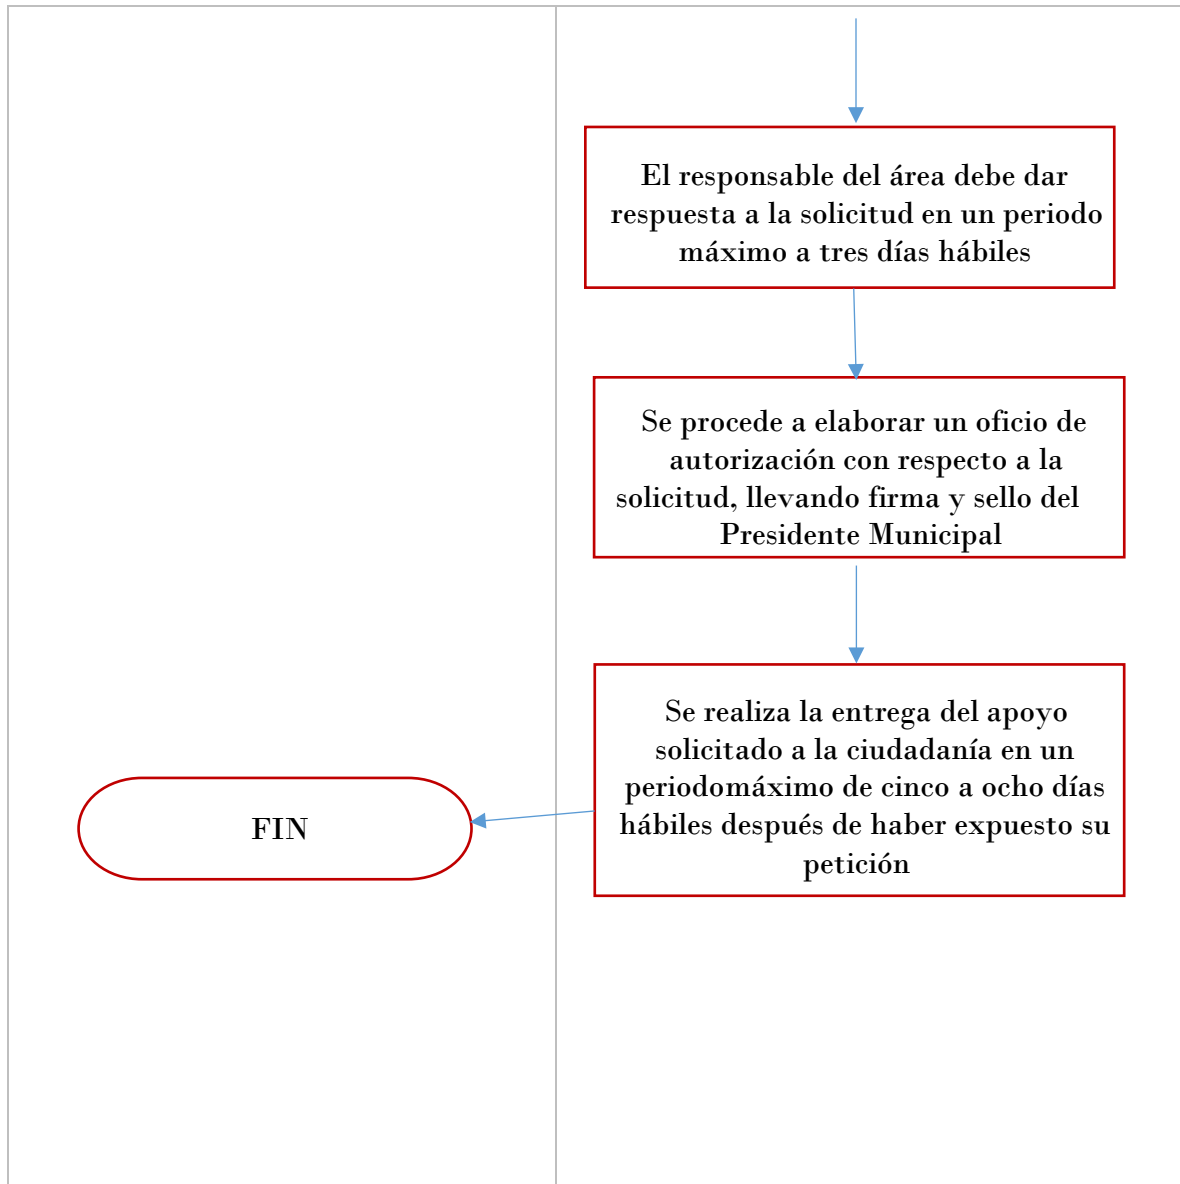 El responsable del área debe dar
respuesta a la solicitud en un periodo
máximo a tres días hábiles
Se procede a elaborar un oficio de
autorización con respecto a la
solicitud, llevando firma y sello del
Presidente Municipal
Se realiza la entrega del apoyo
solicitado a la ciudadanía en un
periodomáximo de cinco a ocho días
hábiles después de haber expuesto su
petición
FIN